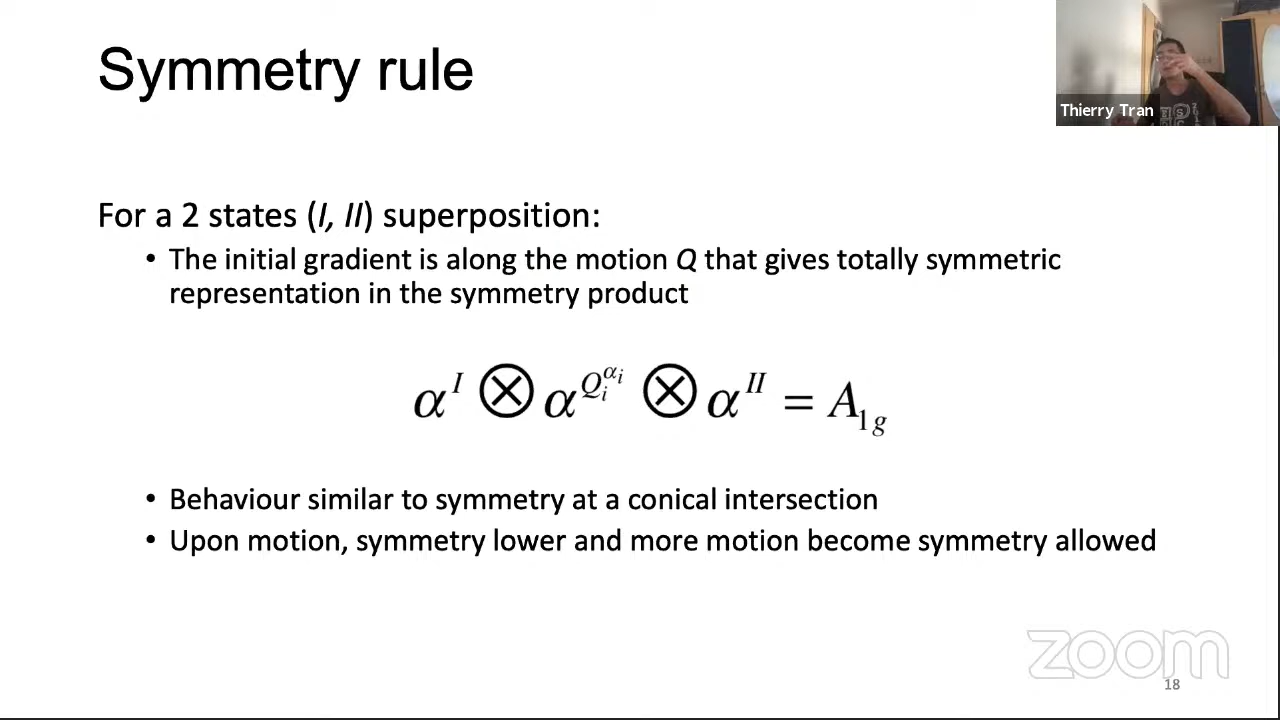 Symmetry rule
Thierry Tran
For a 2 states (I, II) superposition:
• The initial gradient is along the motion Q that gives totally symmetric
representation in the symmetry product
α^I ⊗ α^{Q_i^{α_i}} ⊗ α^{II} = A_{1g}
• Behaviour similar to symmetry at a conical intersection
• Upon motion, symmetry lower and more motion become symmetry allowed
zoom
18